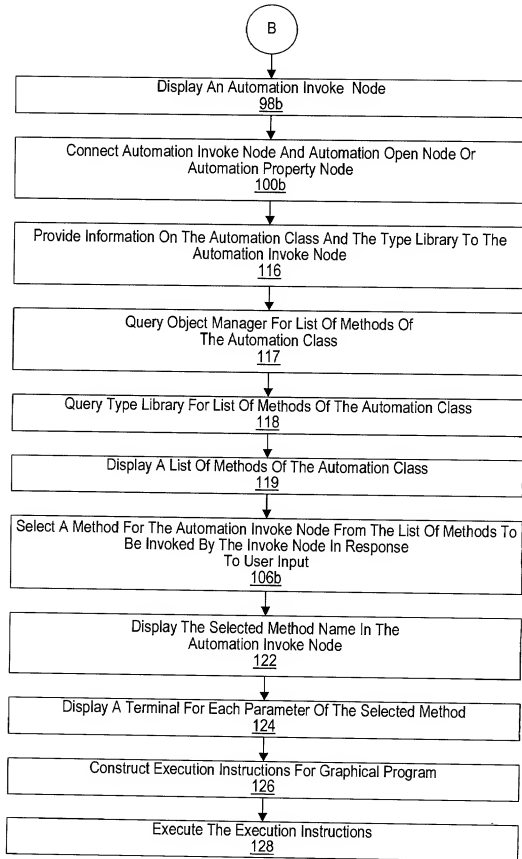 B
Display An Automation Invoke Node
98b
Connect Automation Invoke Node And Automation Open Node Or
Automation Property Node
100b
Provide Information On The Automation Class And The Type Library To The
Automation Invoke Node
116
Query Object Manager For List Of Methods Of
The Automation Class
117
Query Type Library For List Of Methods Of The Automation Class
118
Display A List Of Methods Of The Automation Class
119
Select A Method For The Automation Invoke Node From The List Of Methods To
Be Invoked By The Invoke Node In Response
To User Input
106b
Display The Selected Method Name In The
Automation Invoke Node
122
Display A Terminal For Each Parameter Of The Selected Method
124
Construct Execution Instructions For Graphical Program
126
Execute The Execution Instructions
128